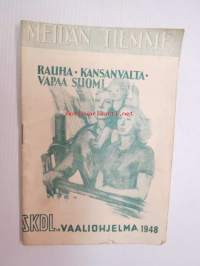 MEIDÄN TIEMME
RAUHA · KANSANVALTA ·
VAPAA SUOMI
SKDL:n VAALIOHJELMA 1948